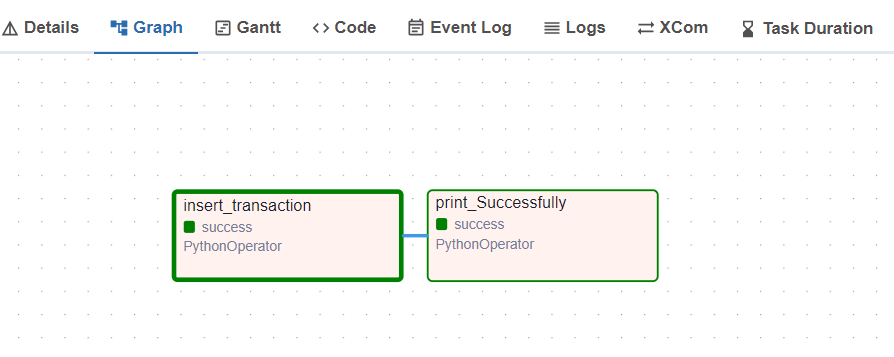 Details Graph Gantt Code Event Log Logs XCom Task Duration
insert_transaction
success
PythonOperator
print_Successfully
success
PythonOperator